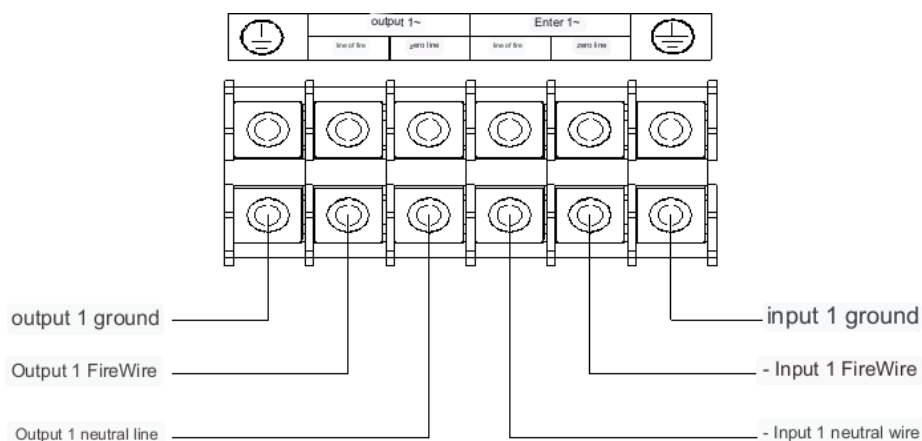 output 1~
Enter 1~
line of fire
zero line
line of fire
zero line
output 1 ground
input 1 ground
Output 1 FireWire
- Input 1 FireWire
Output 1 neutral line
- Input 1 neutral wire